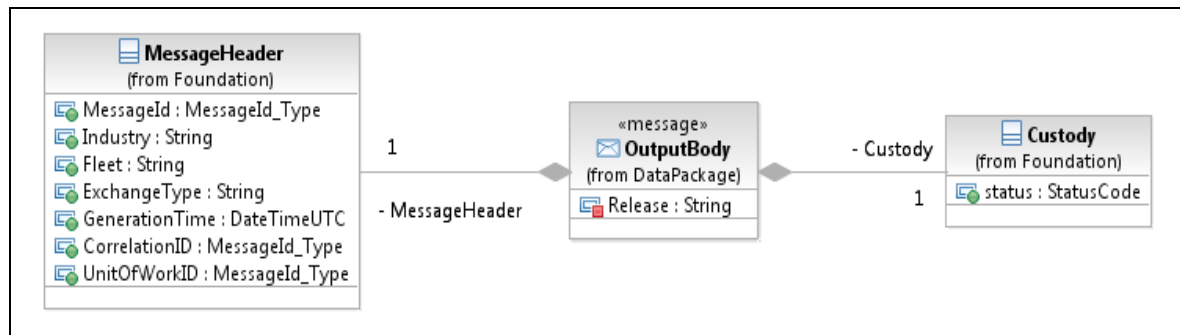 MessageHeader
(from Foundation)
MessageId : MessageId_Type
Industry : String
Fleet : String
ExchangeType : String
GenerationTime : DateTimeUTC
CorrelationID : MessageId_Type
UnitOfWorkID : MessageId_Type
1
- MessageHeader
«message»
OutputBody
(from DataPackage)
Release : String
- Custody
1
Custody
(from Foundation)
status : StatusCode